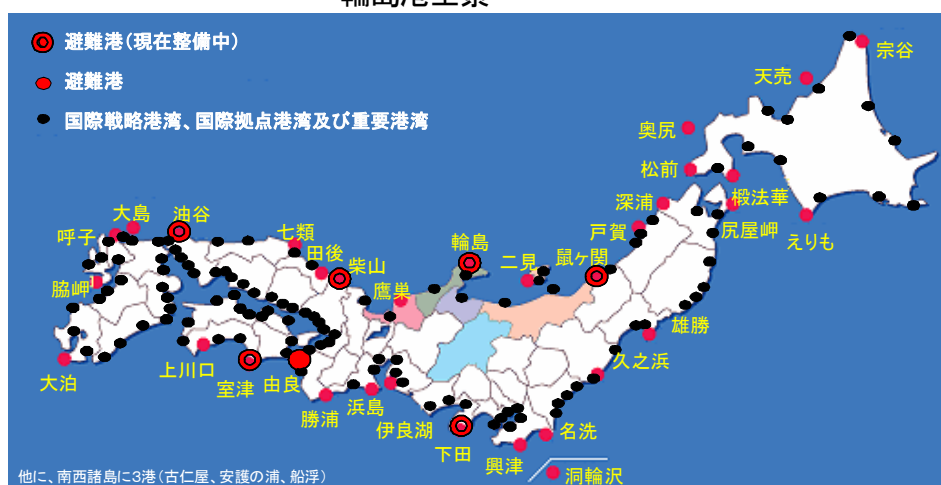 避難港(現在整備中)
避難港
国際戦略港湾、国際拠点港湾及び重要港湾
宗谷
天売
奥尻
松前
椴法華
深浦
尻屋岬
えりも
戸賀
大島
油谷
呼子
七類
田後
柴山
輪島
二見
鼠ヶ関
脇岬
鷹巣
雄勝
久之浜
大泊
上川口
室津
由良
勝浦
浜島
伊良湖
下田
名洗
興津
洞輪沢
他に、南西諸島に3港(古仁屋、安護の浦、船浮)